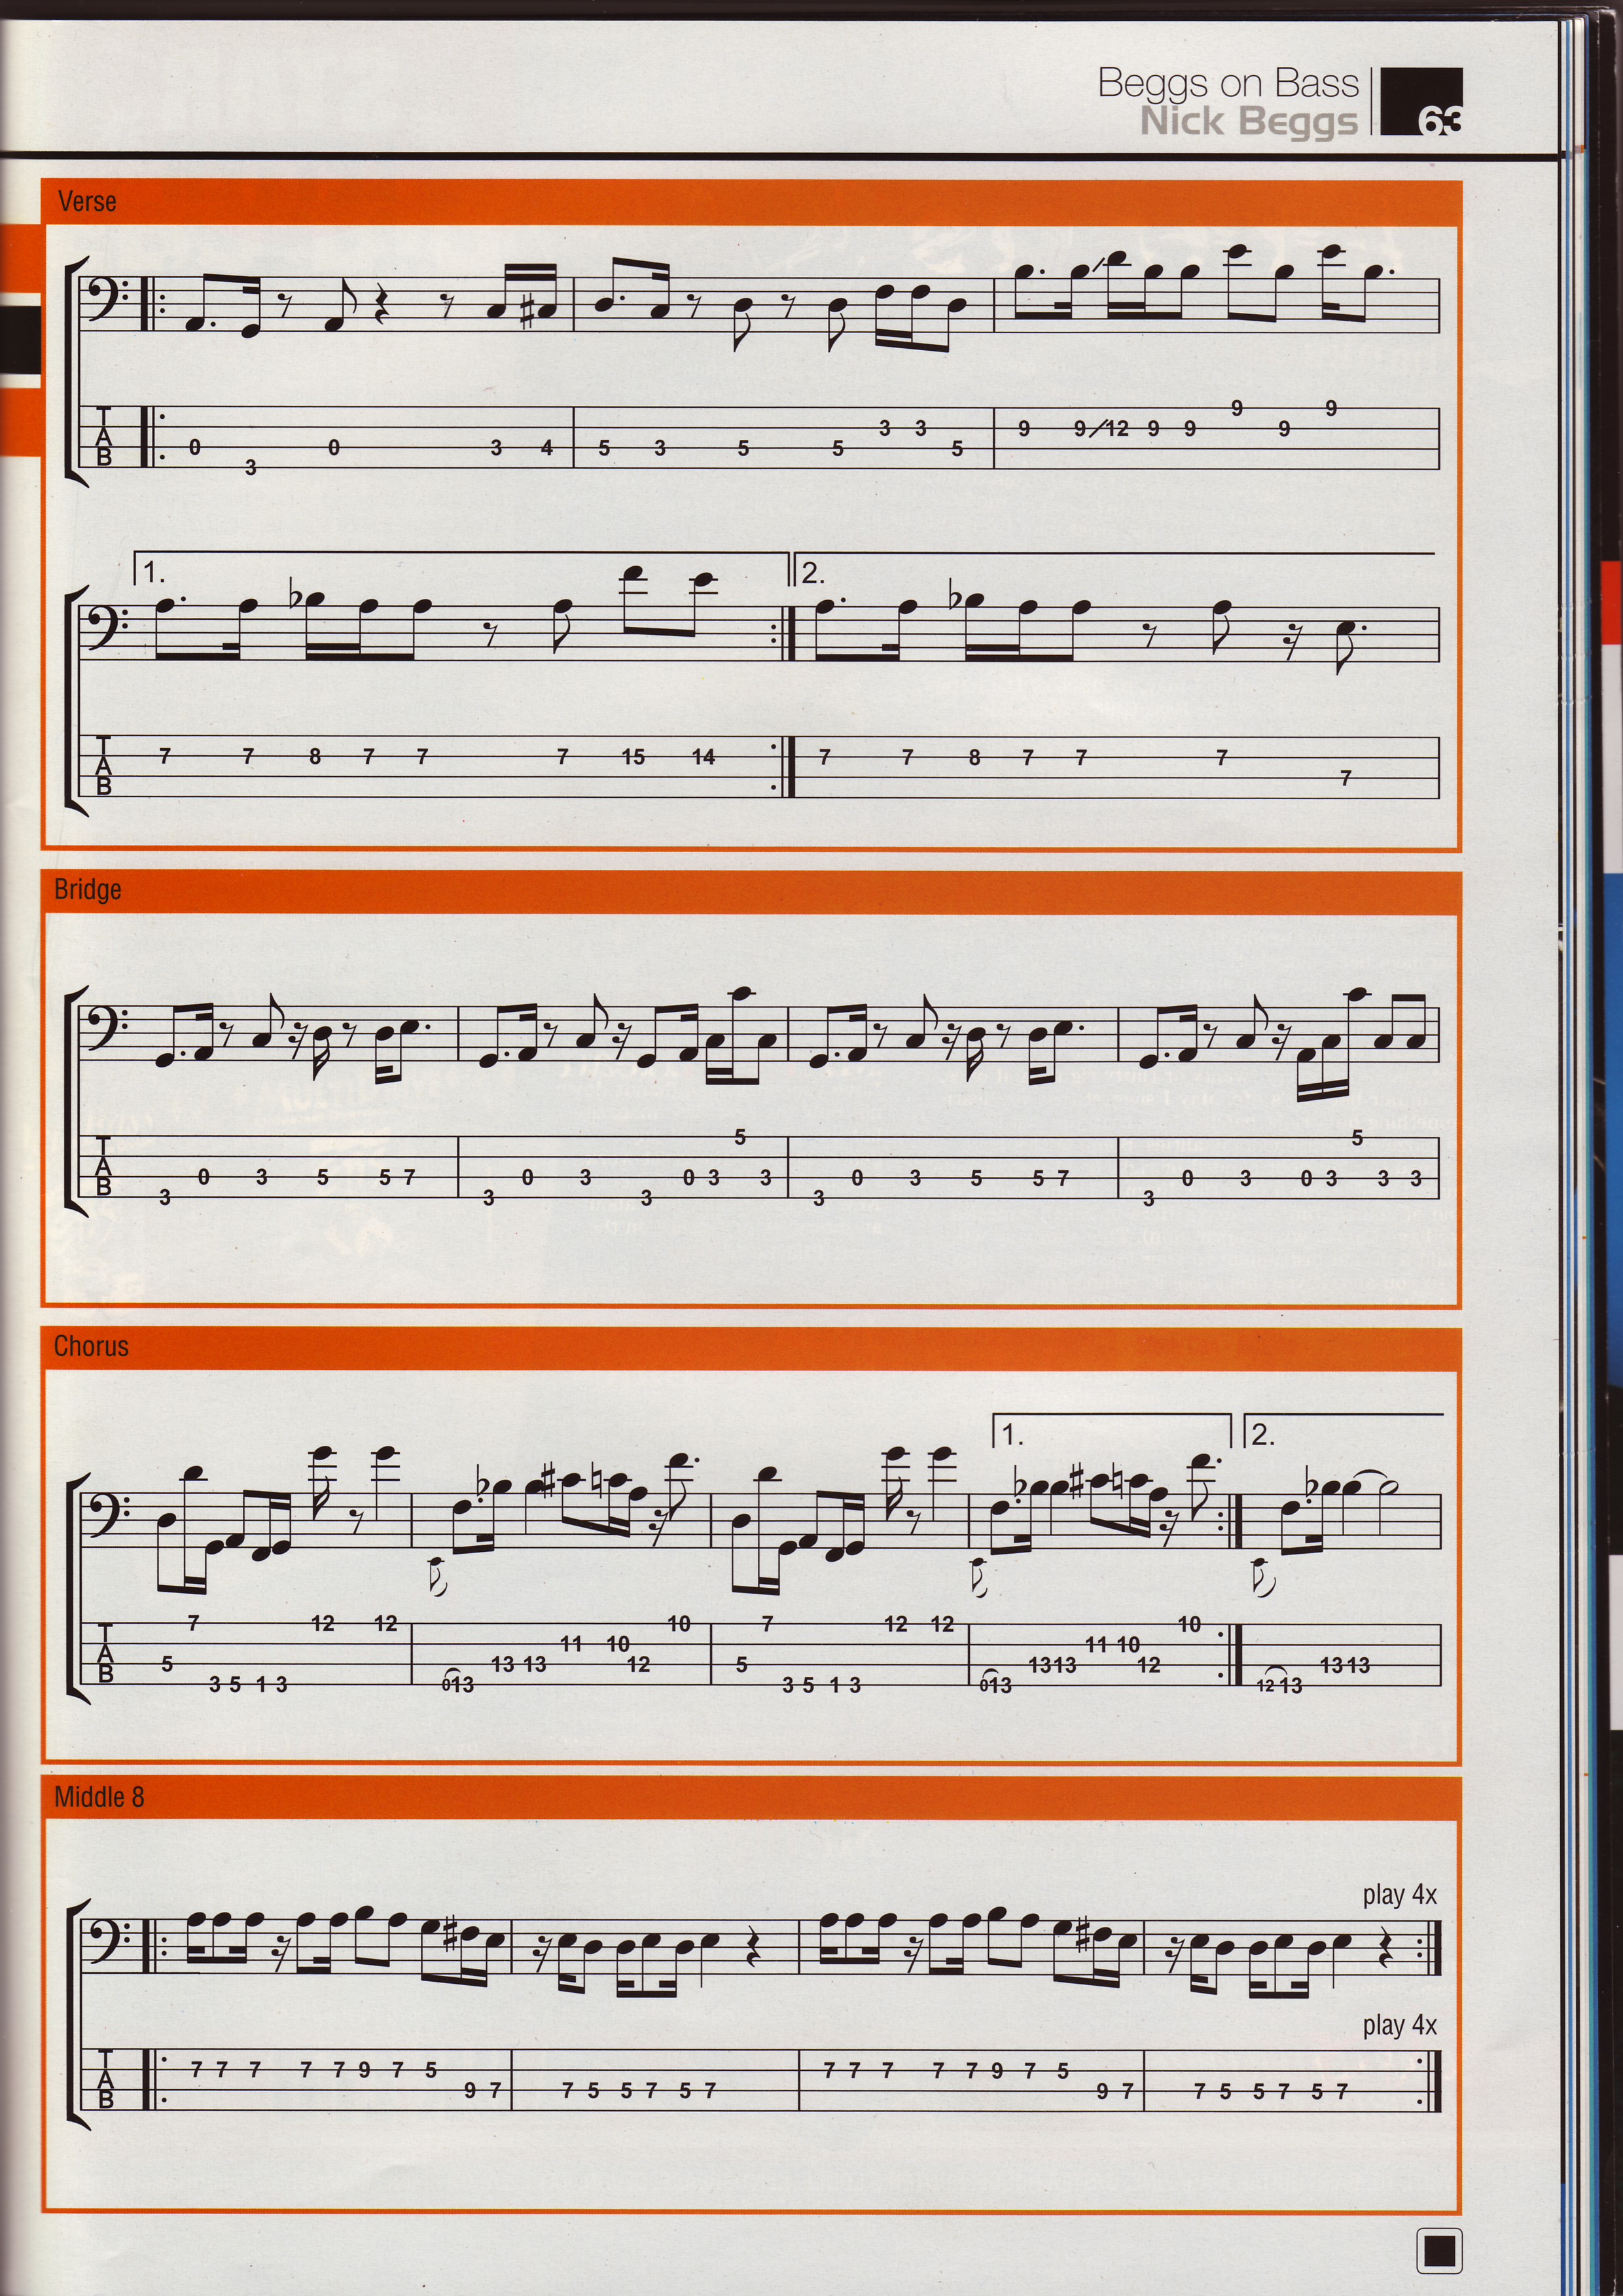 Beggs on Bass
Nick Beggs
63
Verse
T
A
B
0 3 0 3 4 5 3 5 5 3 3 5 9 9 12 9 9 9 9 9
1. 2.
T
A
B
7 7 8 7 7 7 15 14 7 7 8 7 7 7 7
Bridge
T
A
B
3 0 3 5 5 7 3 0 3 3 0 3 5 3 3 0 3 5 5 7 3 0 3 0 3 5 3 3
Chorus
1. 2.
T
A
B
5 7 3 5 1 3 12 12 0 13 13 13 11 10 12 10 5 7 3 5 1 3 12 12 0 13 13 13 11 10 12 10 12 13 13 13
Middle 8
play 4x
play 4x
T
A
B
7 7 7 7 7 9 7 5 9 7 7 5 5 7 5 7 7 7 7 7 7 9 7 5 9 7 7 5 5 7 5 7